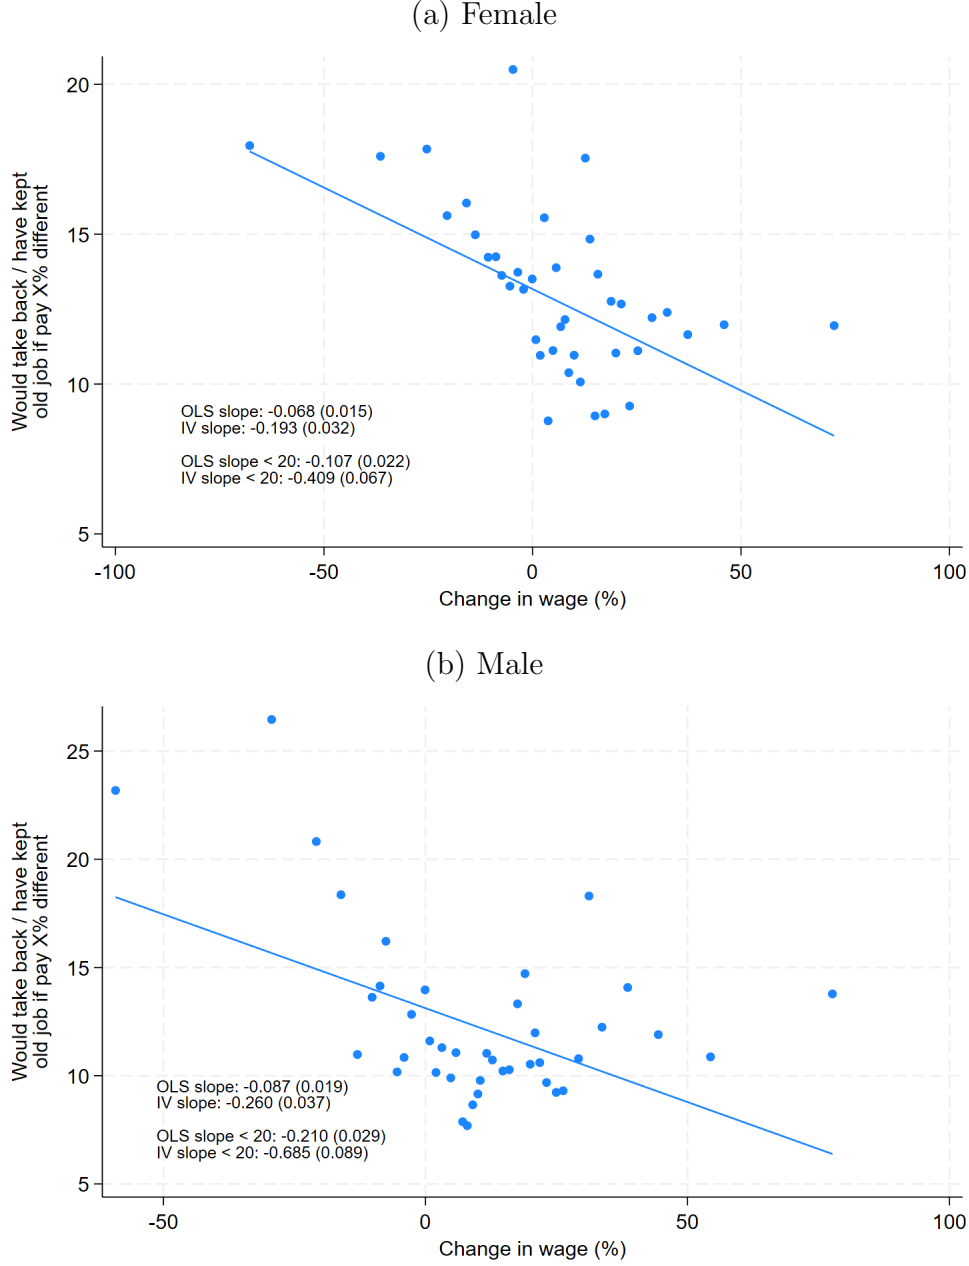 (a) Female
Would take back / have kept
old job if pay X% different
20
15
10
5
OLS slope: -0.068 (0.015)
IV slope: -0.193 (0.032)
OLS slope < 20: -0.107 (0.022)
IV slope < 20: -0.409 (0.067)
-100
-50
0
50
100
Change in wage (%)
(b) Male
Would take back / have kept
old job if pay X% different
25
20
15
10
5
OLS slope: -0.087 (0.019)
IV slope: -0.260 (0.037)
OLS slope < 20: -0.210 (0.029)
IV slope < 20: -0.685 (0.089)
-50
0
50
100
Change in wage (%)